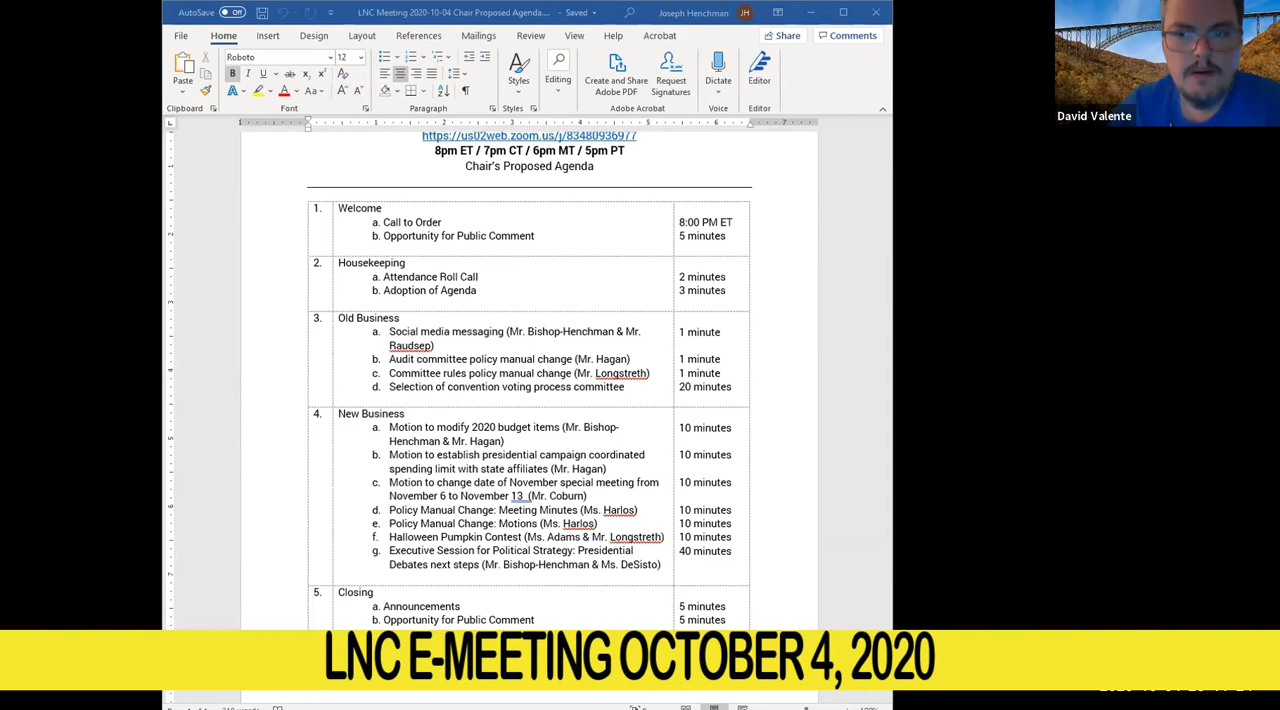 AutoSave Off LNC Meeting 2020-10-04 Chair Proposed Agenda.... - Saved Joseph Henchman JH
File Home Insert Design Layout References Mailings Review View Help Acrobat Share Comments
Roboto 12
Paste Styles Editing Create and Share Adobe PDF Request Signatures Dictate Editor
Clipboard Font Paragraph Styles Adobe Acrobat Voice Editor
David Valente
https://us02web.zoom.us/j/83480936977
8pm ET / 7pm CT / 6pm MT / 5pm PT
Chair's Proposed Agenda
1. Welcome
a. Call to Order 8:00 PM ET
b. Opportunity for Public Comment 5 minutes
2. Housekeeping
a. Attendance Roll Call 2 minutes
b. Adoption of Agenda 3 minutes
3. Old Business
a. Social media messaging (Mr. Bishop-Henchman & Mr. 1 minute
Raudsep)
b. Audit committee policy manual change (Mr. Hagan) 1 minute
c. Committee rules policy manual change (Mr. Longstreth) 1 minute
d. Selection of convention voting process committee 20 minutes
4. New Business
a. Motion to modify 2020 budget items (Mr. Bishop- 10 minutes
Henchman & Mr. Hagan)
b. Motion to establish presidential campaign coordinated 10 minutes
spending limit with state affiliates (Mr. Hagan)
c. Motion to change date of November special meeting from 10 minutes
November 6 to November 13 (Mr. Coburn)
d. Policy Manual Change: Meeting Minutes (Ms. Harlos) 10 minutes
e. Policy Manual Change: Motions (Ms. Harlos) 10 minutes
f. Halloween Pumpkin Contest (Ms. Adams & Mr. Longstreth) 10 minutes
g. Executive Session for Political Strategy: Presidential 40 minutes
Debates next steps (Mr. Bishop-Henchman & Ms. DeSisto)
5. Closing
a. Announcements 5 minutes
b. Opportunity for Public Comment 5 minutes
LNC E-MEETING OCTOBER 4, 2020